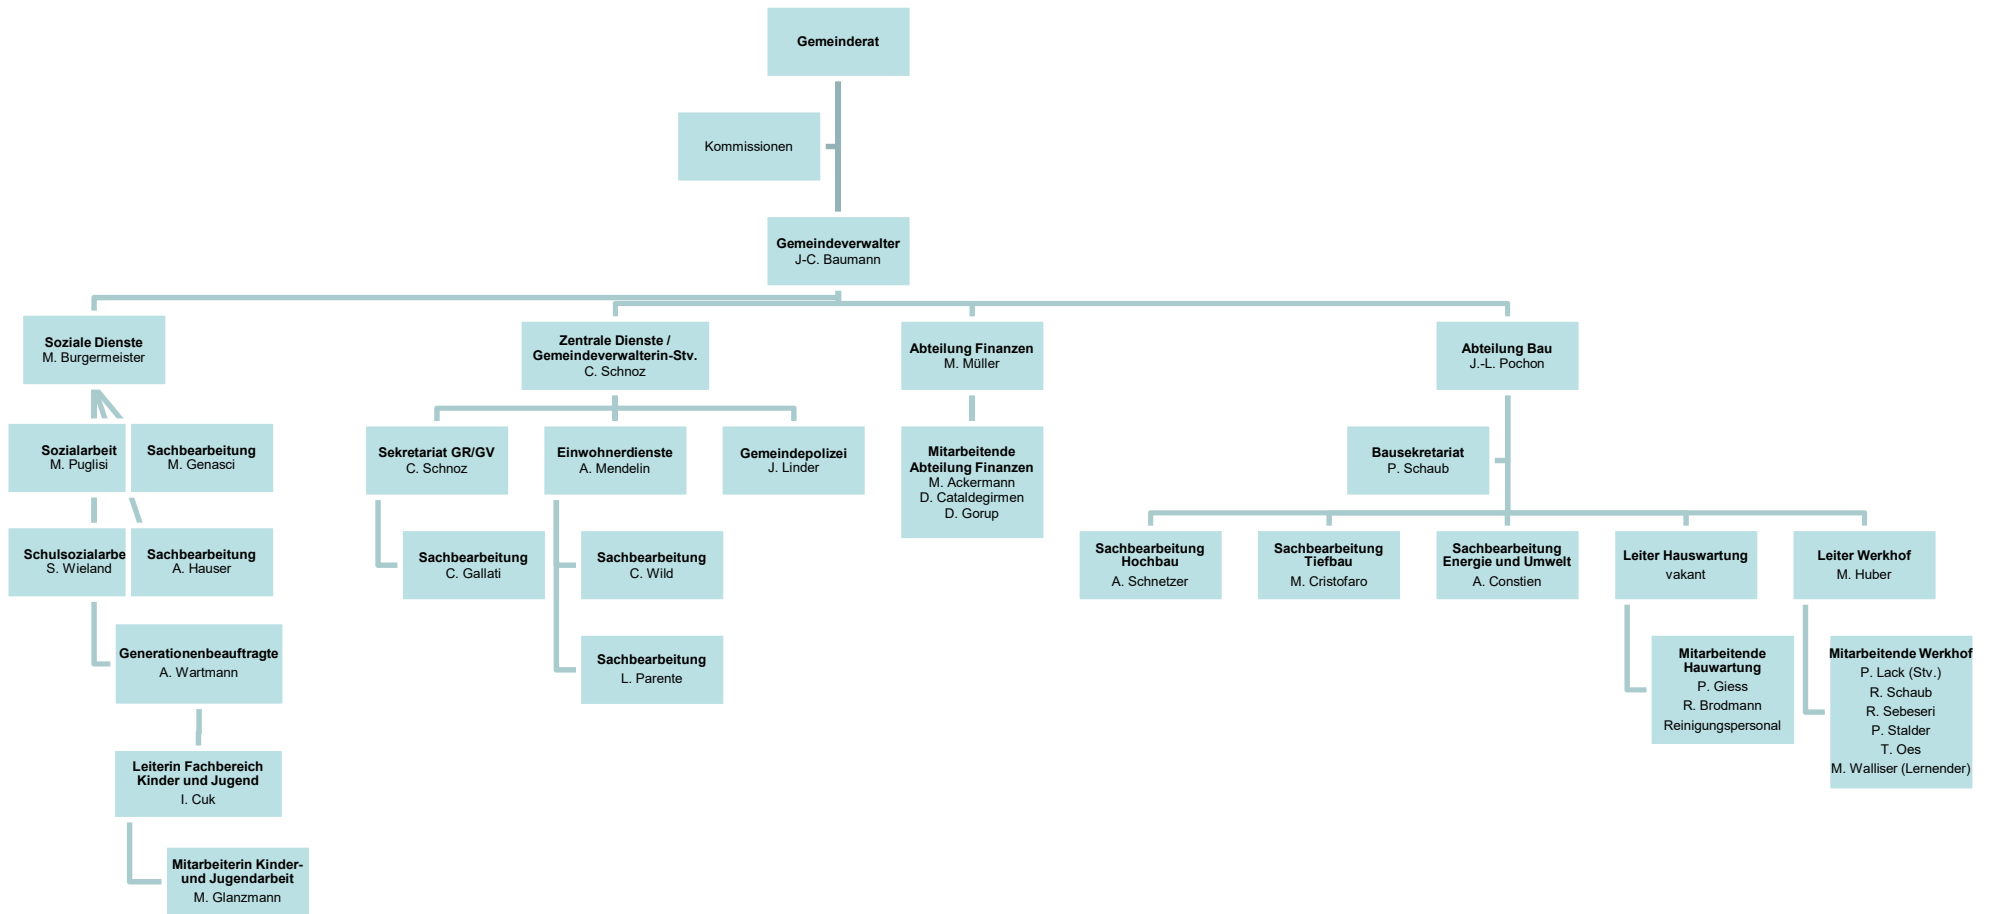 Gemeinderat
Kommissionen
Gemeindeverwalter
J-C. Baumann
Soziale Dienste
M. Burgermeister
Zentrale Dienste /
Gemeindeverwalterin-Stv.
C. Schnoz
Abteilung Finanzen
M. Müller
Abteilung Bau
J.-L. Pochon
Sozialarbeit
M. Puglisi
Sachbearbeitung
M. Genasci
Sekretariat GR/GV
C. Schnoz
Einwohnerdienste
A. Mendelin
Gemeindepolizei
J. Linder
Mitarbeitende
Abteilung Finanzen
M. Ackermann
D. Cataldegirmen
D. Gorup
Bausekretariat
P. Schaub
Schulsozialarbe
S. Wieland
Sachbearbeitung
A. Hauser
Sachbearbeitung
C. Gallati
Sachbearbeitung
C. Wild
Sachbearbeitung
Hochbau
A. Schnetzer
Sachbearbeitung
Tiefbau
M. Cristofaro
Sachbearbeitung
Energie und Umwelt
A. Constien
Leiter Hauswartung
vakant
Leiter Werkhof
M. Huber
Generationenbeauftragte
A. Wartmann
Sachbearbeitung
L. Parente
Mitarbeitende
Hauwartung
P. Giess
R. Brodmann
Reinigungspersonal
Mitarbeitende Werkhof
P. Lack (Stv.)
R. Schaub
R. Sebeseri
P. Stalder
T. Oes
M. Walliser (Lernender)
Leiterin Fachbereich
Kinder und Jugend
I. Cuk
Mitarbeiterin Kinder-
und Jugendarbeit
M. Glanzmann